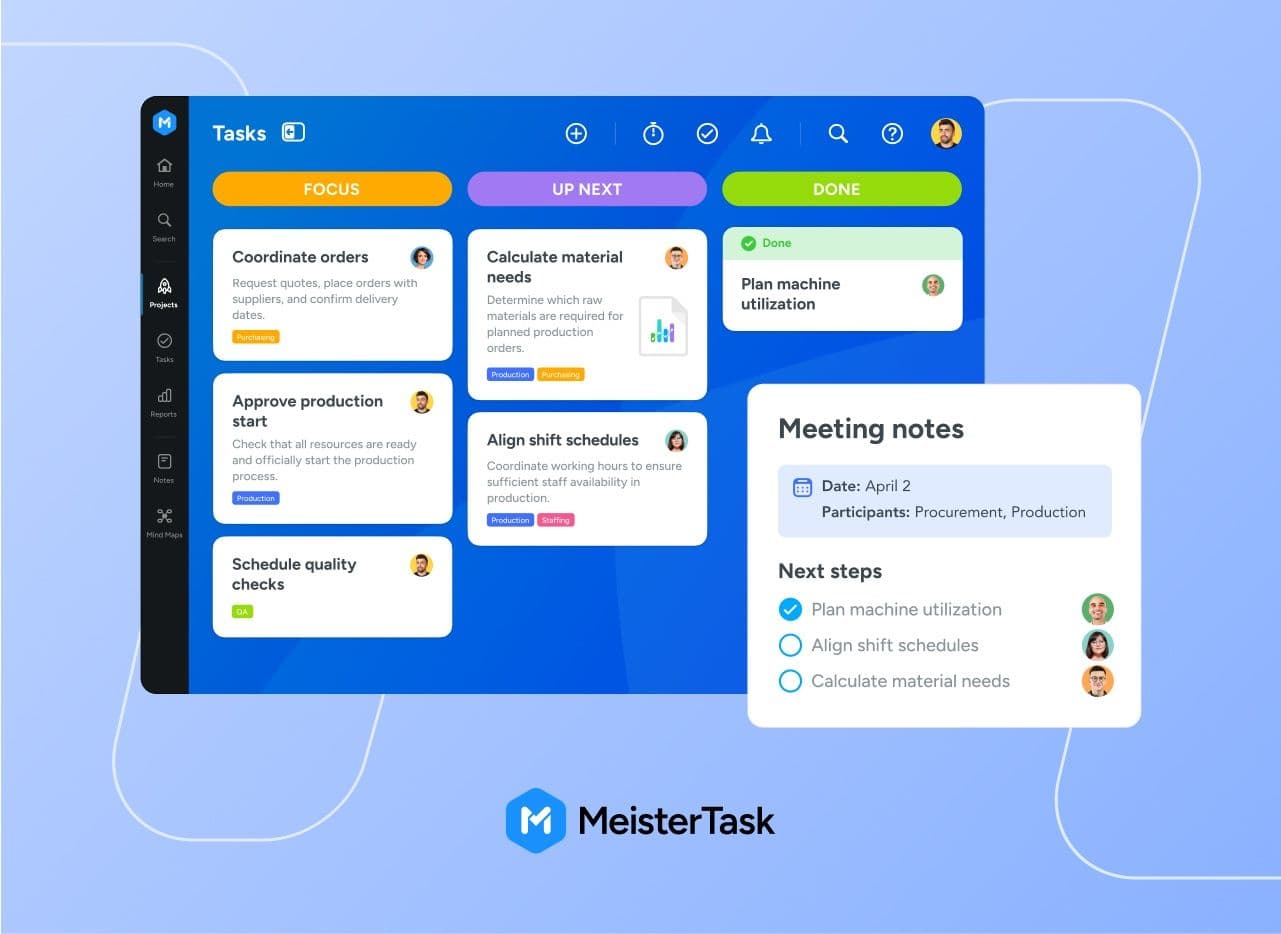 Tasks
Home
Search
Projects
Tasks
Reports
Notes
Mind Maps
FOCUS
Coordinate orders
Request quotes, place orders with
suppliers, and confirm delivery
dates.
Purchasing
Approve production
start
Check that all resources are ready
and officially start the production
process.
Production
Schedule quality
checks
QA
UP NEXT
Calculate material
needs
Determine which raw
materials are required for
planned production
orders.
Production Purchasing
Align shift schedules
Coordinate working hours to ensure
sufficient staff availability in
production.
Production Staffing
DONE
Done
Plan machine
utilization
Meeting notes
Date: April 2
Participants: Procurement, Production
Next steps
Plan machine utilization
Align shift schedules
Calculate material needs
MeisterTask